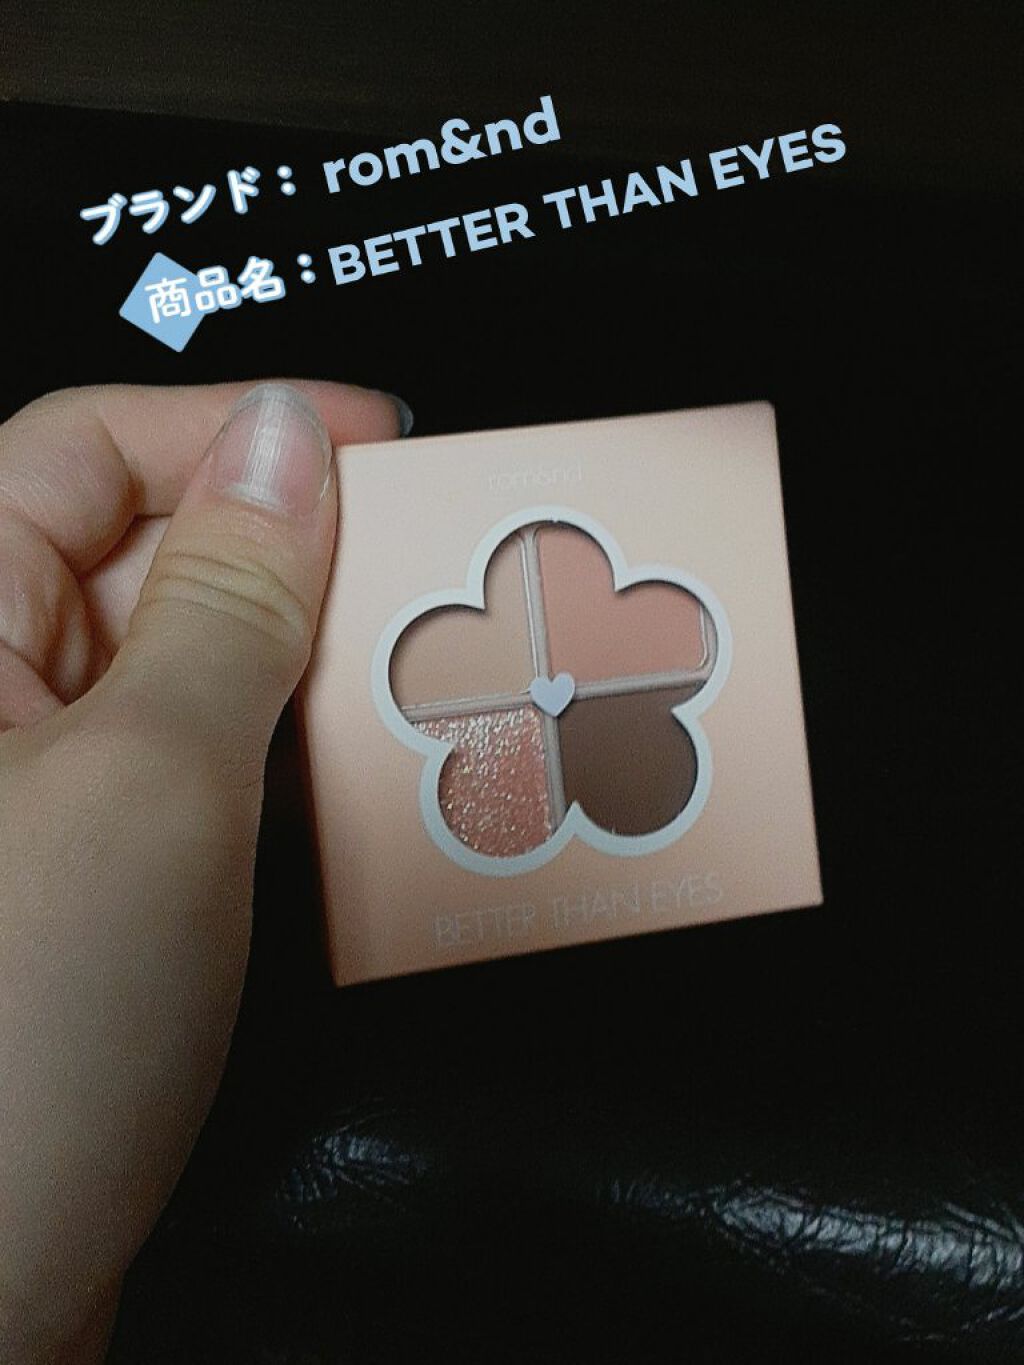 ブランド： rom&nd
商品名：BETTER THAN EYES
rom&nd
BETTER THAN EYES